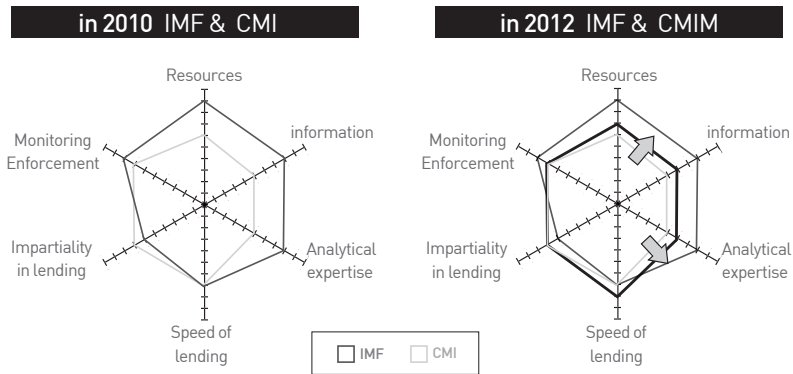 in 2010 IMF & CMI
Resources
information
Monitoring
Enforcement
Impartiality
in lending
Analytical
expertise
Speed of
lending
in 2012 IMF & CMIM
Resources
information
Monitoring
Enforcement
Impartiality
in lending
Analytical
expertise
Speed of
lending
IMF
CMI